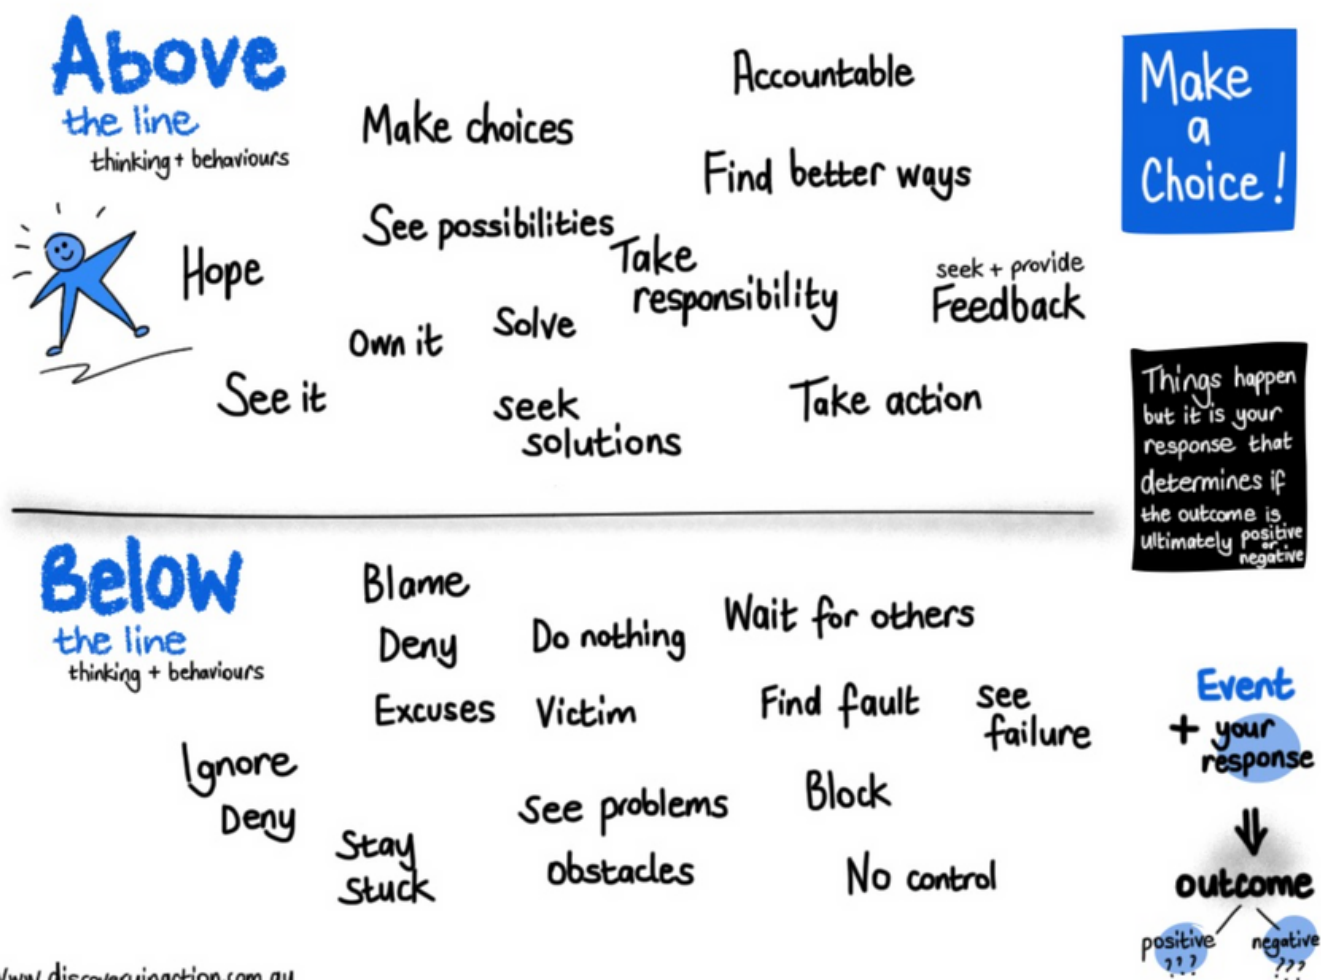 Above
the line
thinking + behaviours
Accountable
Make choices
Find better ways
See possibilities
Take
responsibility
Hope
seek + provide
Feedback
Own it
Solve
See it
seek
solutions
Take action
Make
a
Choice!
Things happen
but it is your
response that
determines if
the outcome is
ultimately positive
or
negative
Below
the line
thinking + behaviours
Blame
Deny
Do nothing
Wait for others
Excuses
Victim
Find fault
see
failure
Ignore
Deny
Stay
Stuck
See problems
Block
obstacles
No control
Event
+ your
response
outcome
positive
???
negative
???
www.discoveryinaction.com.au